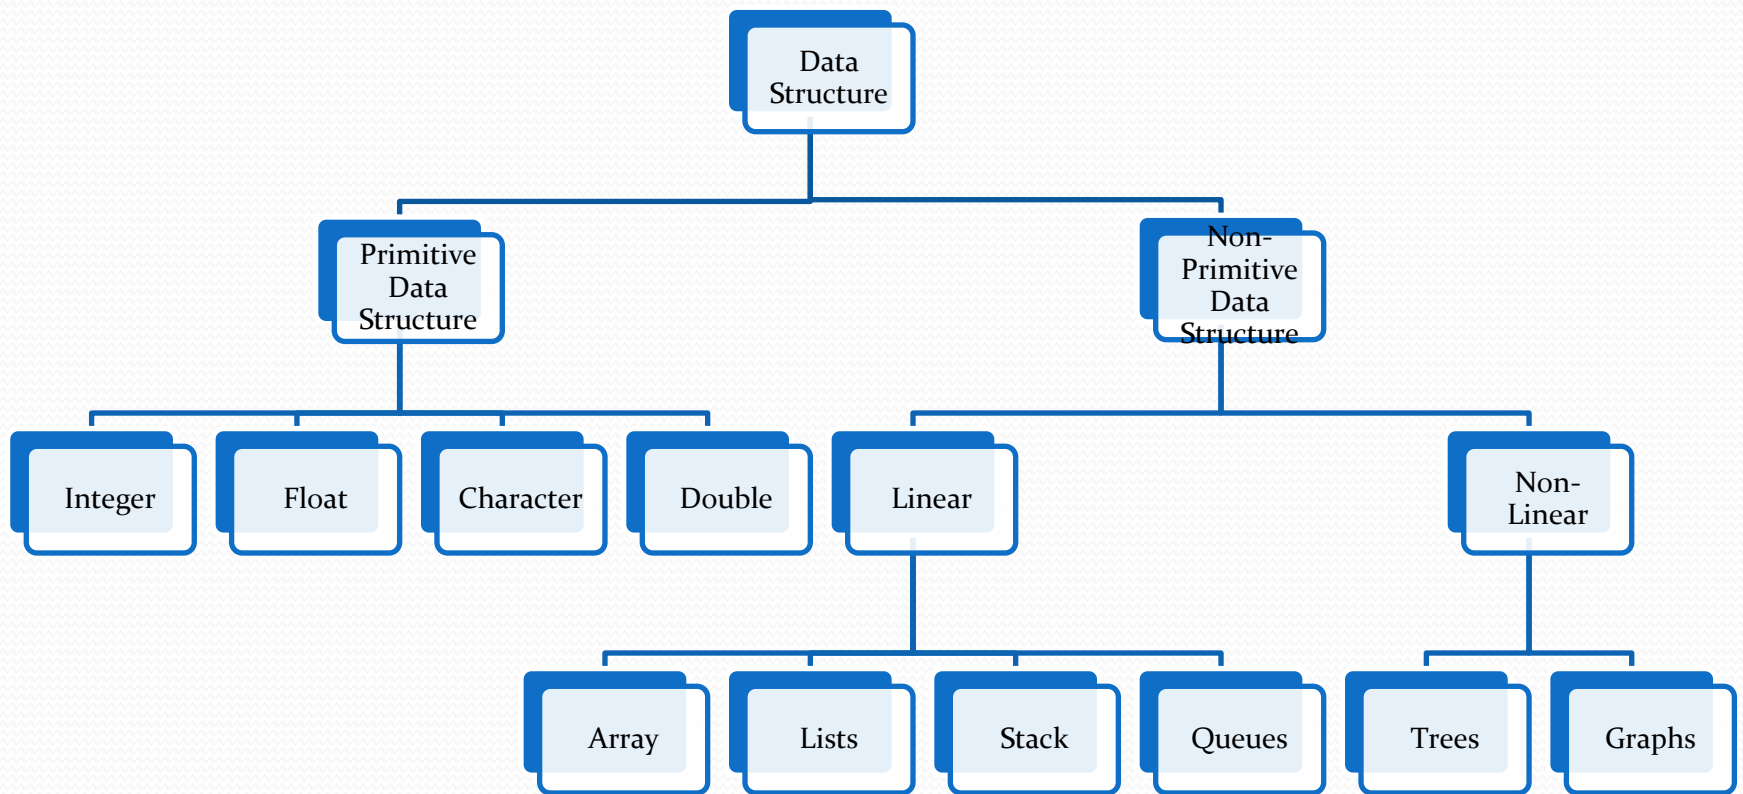 Data
Structure
Primitive
Data
Structure
Non-
Primitive
Data
Structure
Integer
Float
Character
Double
Linear
Non-
Linear
Array
Lists
Stack
Queues
Trees
Graphs